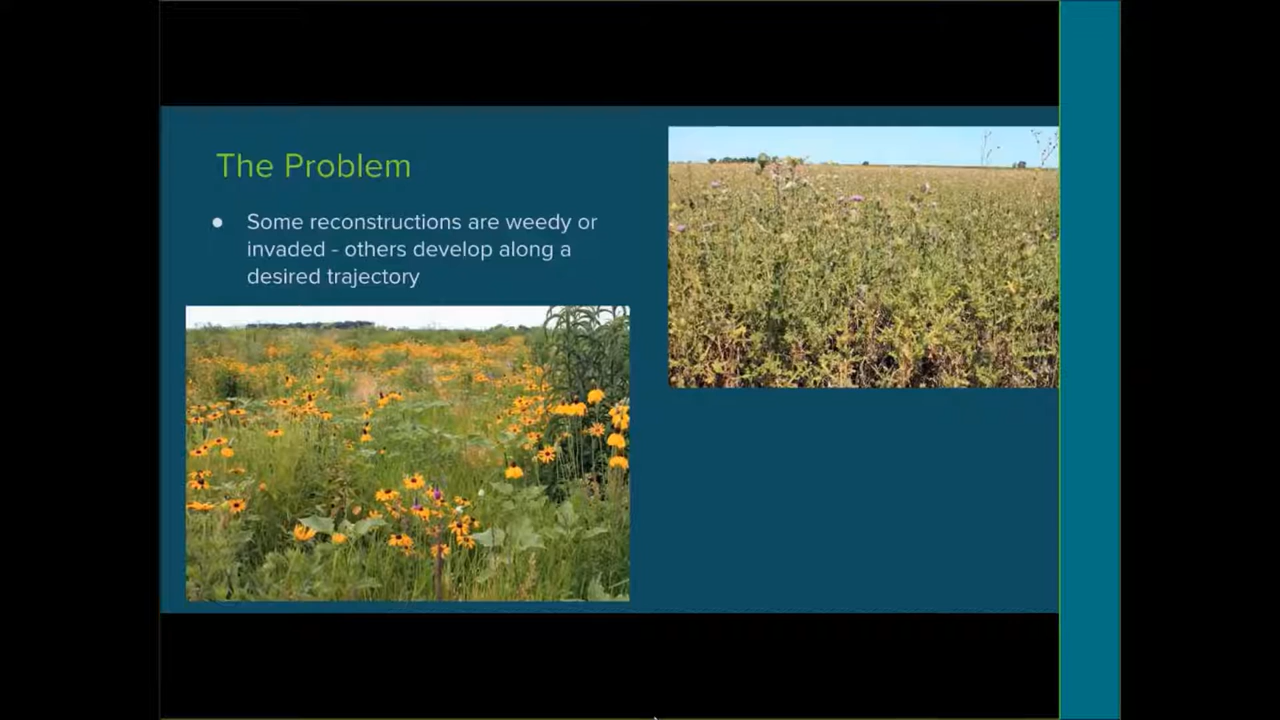 The Problem
● Some reconstructions are weedy or
invaded - others develop along a
desired trajectory